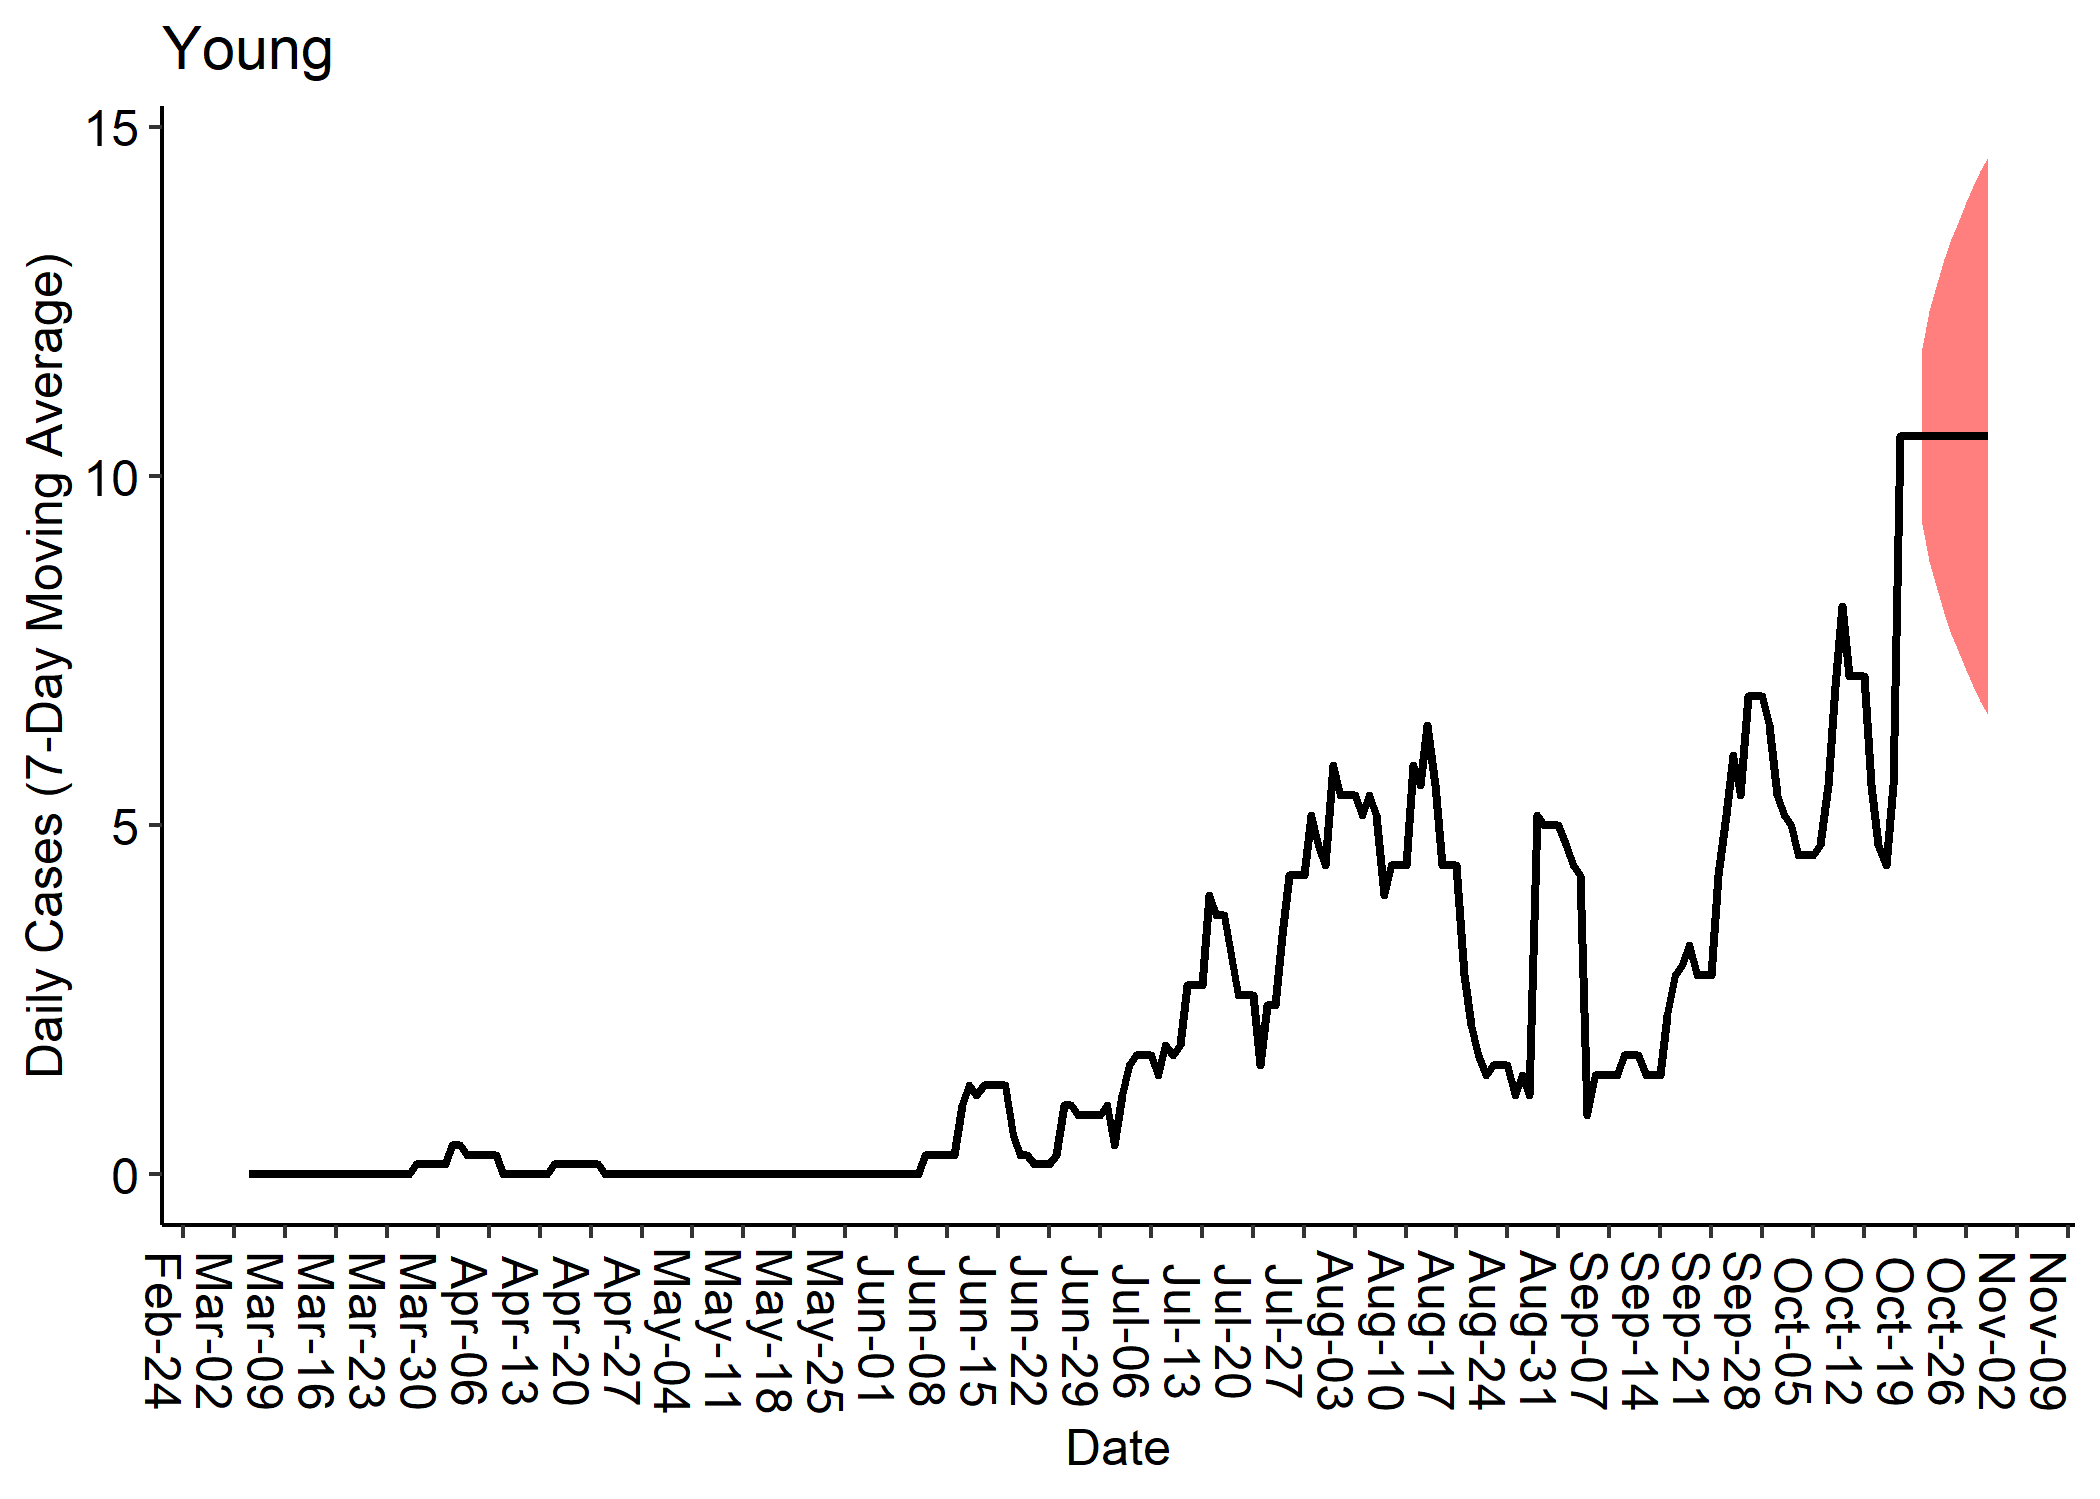 Young
Daily Cases (7-Day Moving Average)
15
10
5
0
Feb-24
Mar-02
Mar-09
Mar-16
Mar-23
Mar-30
Apr-06
Apr-13
Apr-20
Apr-27
May-04
May-11
May-18
May-25
Jun-01
Jun-08
Jun-15
Jun-22
Jun-29
Jul-06
Jul-13
Jul-20
Jul-27
Aug-03
Aug-10
Aug-17
Aug-24
Aug-31
Sep-07
Sep-14
Sep-21
Sep-28
Oct-05
Oct-12
Oct-19
Oct-26
Nov-02
Nov-09
Date